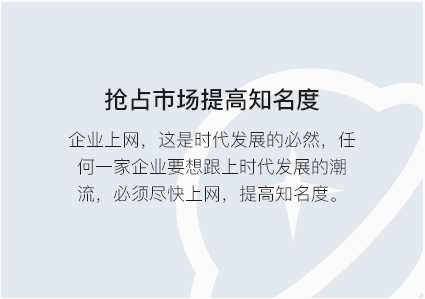 抢占市场提高知名度
企业上网，这是时代发展的必然，任
何一家企业要想跟上时代发展的潮
流，必须尽快上网，提高知名度。